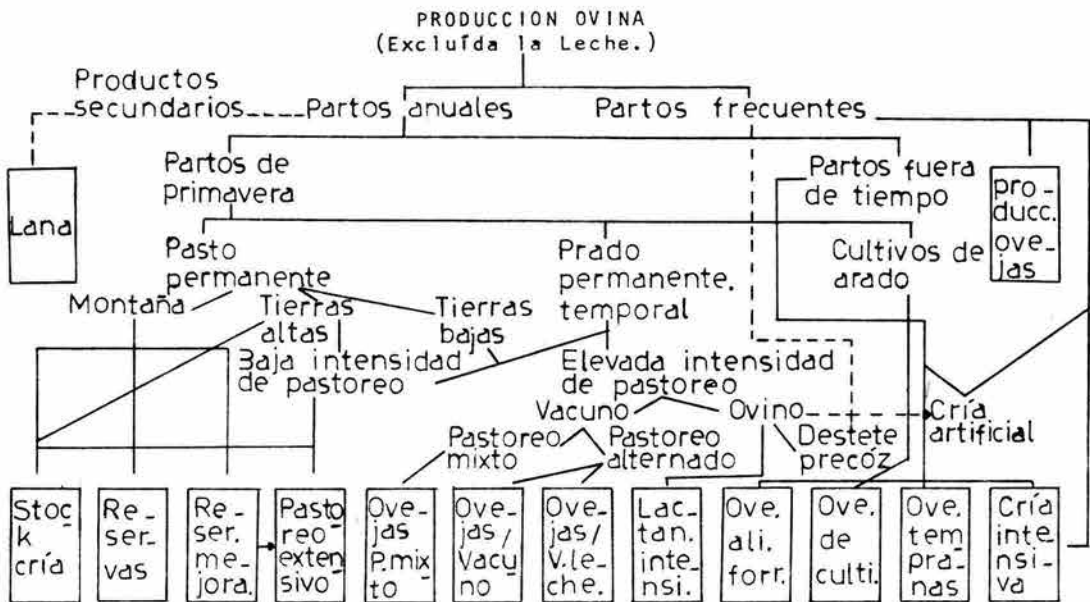 PRODUCCION OVINA
(Excluída la Leche.)
Productos
secundarios
Partos anuales
Partos frecuentes
Lana
Partos de
primavera
Partos fuera
de tiempo
pro-
ducc.
ove-
jas
Pasto
permanente
Prado
permanente.
temporal
Cultivos de
arado
Montaña
Tierras
altas
Tierras
bajas
Baja intensidad
de pastoreo
Elevada intensidad
de pastoreo
Vacuno
Ovino
Cría
artificial
Pastoreo
mixto
Pastoreo
alternado
Destete
precóz
Stoc
k
cría
Re-
ser-
vas
Re-
ser.
me-
jora.
Pasto
reo
exten
sivo
Ove-
jas
P.mix
to
Ove-
jas/
Vacu
no
Ove-
jas/
V.le-
che.
Lac-
tan.
inte-
nsi.
Ove.
ali.
forr.
Ove.
de
culti.
Ove.
tem
pra-
nas
Cría
inte-
nsi-
va